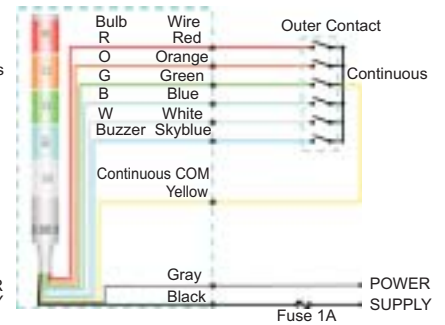 Bulb Wire Outer Contact
R Red
O Orange
G Green Continuous
B Blue
W White
Buzzer Skyblue
Continuous COM
Yellow
Gray POWER
Black SUPPLY
Fuse 1A
s
R
Y